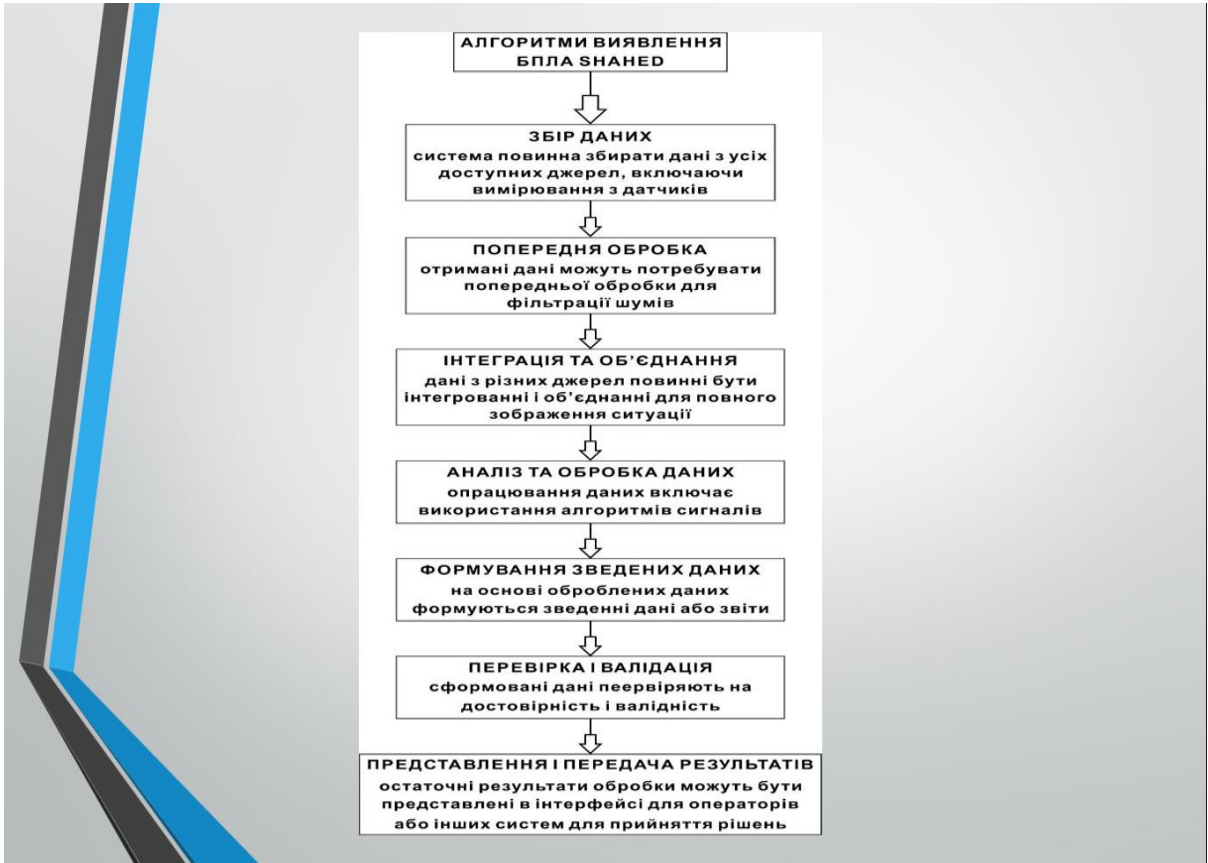 АЛГОРИТМИ ВИЯВЛЕННЯ
БПЛА SHAHED
ЗБІР ДАНИХ
система повинна збирати дані з усіх
доступних джерел, включаючи
вимірювання з датчиків
ПОПЕРЕДНЯ ОБРОБКА
отримані дані можуть потребувати
попередньої обробки для
фільтрації шумів
ІНТЕГРАЦІЯ ТА ОБ’ЄДНАННЯ
дані з різних джерел повинні бути
інтегрованні і об’єднанні для повного
зображення ситуації
АНАЛІЗ ТА ОБРОБКА ДАНИХ
опрацювання даних включає
використання алгоритмів сигналів
ФОРМУВАННЯ ЗВЕДЕНИХ ДАНИХ
на основі оброблених даних
формуються зведенні дані або звіти
ПЕРЕВІРКА І ВАЛІДАЦІЯ
сформовані дані пеервіряють на
достовірність і валідність
ПРЕДСТАВЛЕННЯ І ПЕРЕДАЧА РЕЗУЛЬТАТІВ
остаточні результати обробки можуть бути
представлені в інтерфейсі для операторів
або інших систем для прийняття рішень